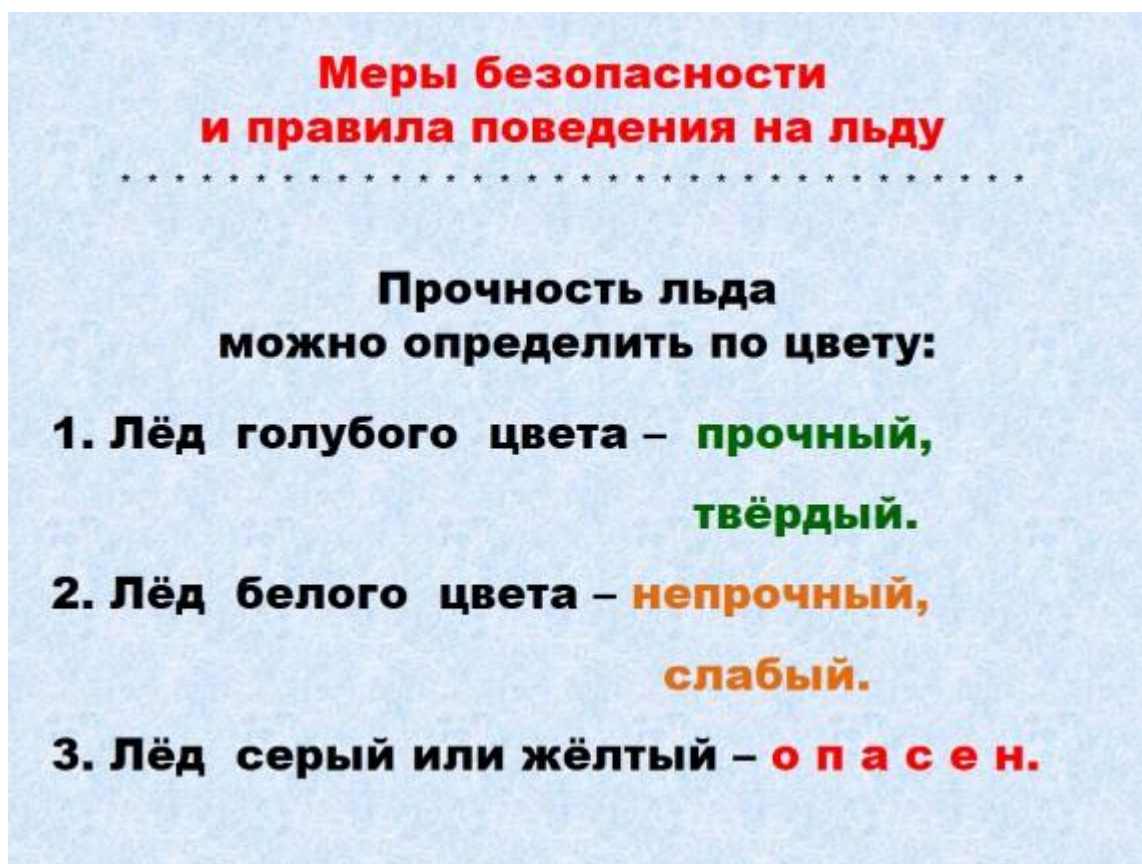 Меры безопасности
и правила поведения на льду
* * * * * * * * * * * * * * * * * * * * * * * * * * * * * * * * * *
Прочность льда
можно определить по цвету:
1. Лёд голубого цвета – прочный,
твёрдый.
2. Лёд белого цвета – непрочный,
слабый.
3. Лёд серый или жёлтый – о п а с е н.